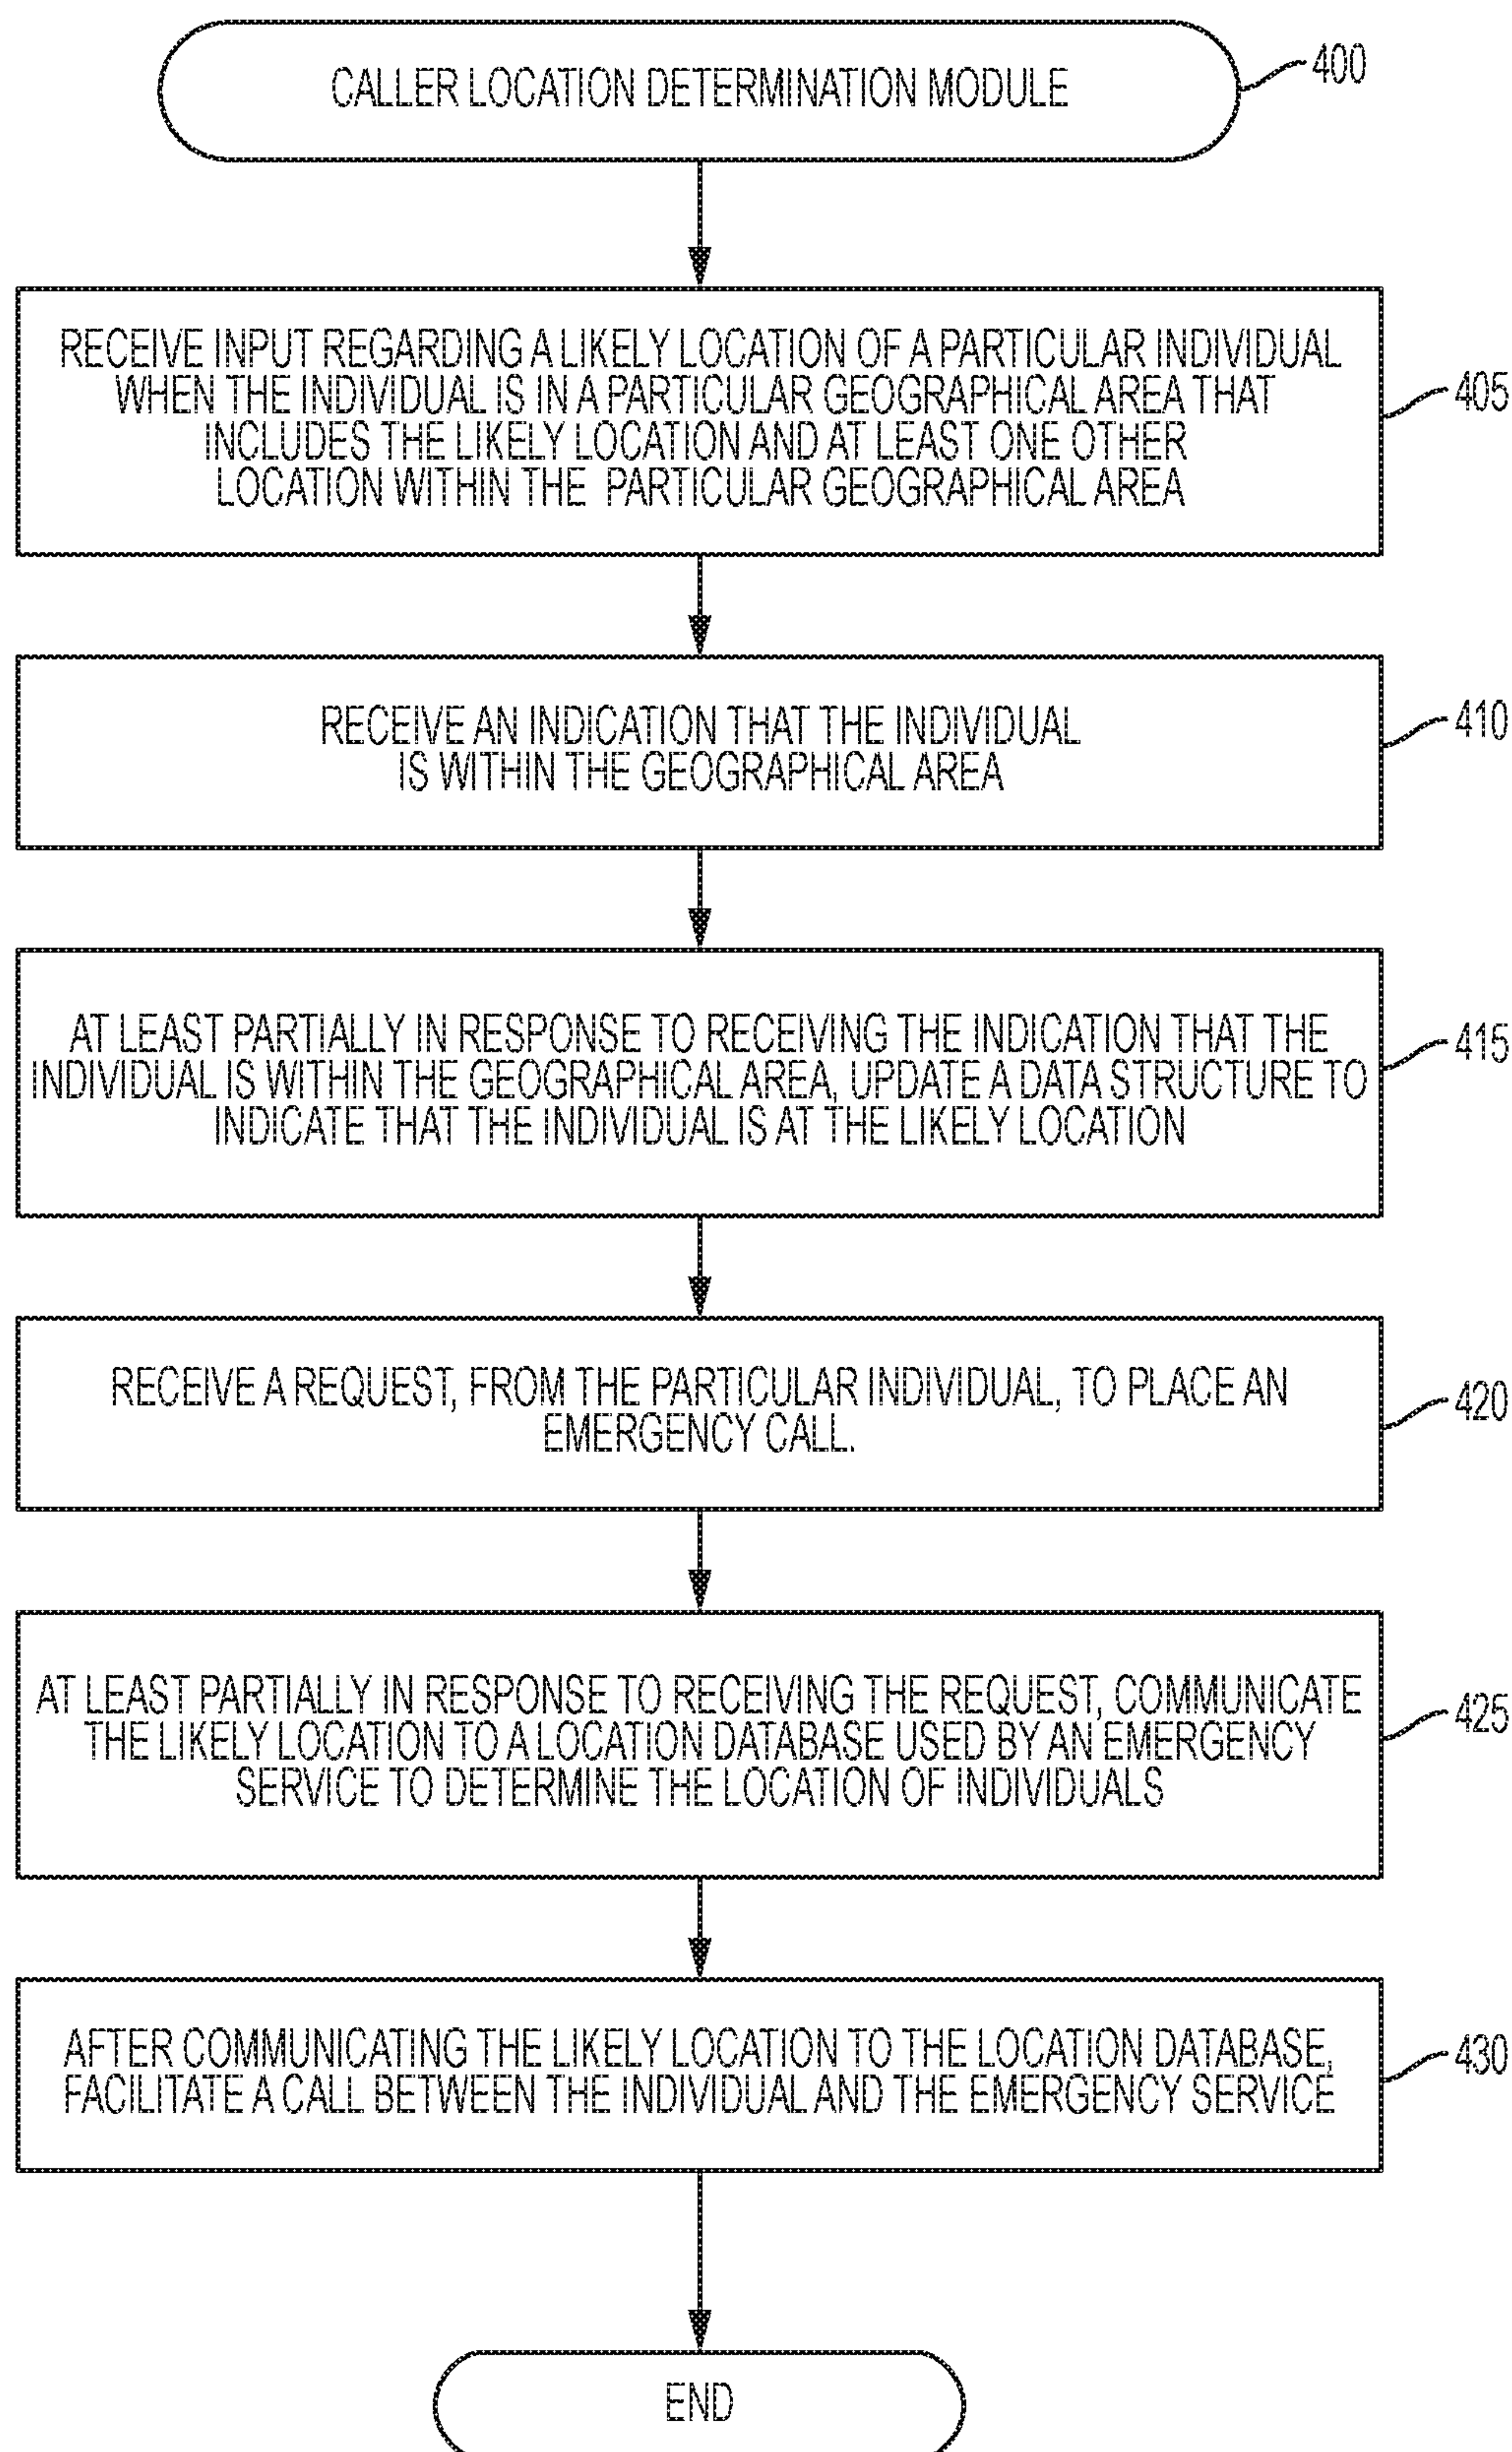 CALLER LOCATION DETERMINATION MODULE
400
RECEIVE INPUT REGARDING A LIKELY LOCATION OF A PARTICULAR INDIVIDUAL
WHEN THE INDIVIDUAL IS IN A PARTICULAR GEOGRAPHICAL AREA THAT
INCLUDES THE LIKELY LOCATION AND AT LEAST ONE OTHER
LOCATION WITHIN THE PARTICULAR GEOGRAPHICAL AREA
405
RECEIVE AN INDICATION THAT THE INDIVIDUAL
IS WITHIN THE GEOGRAPHICAL AREA
410
AT LEAST PARTIALLY IN RESPONSE TO RECEIVING THE INDICATION THAT THE
INDIVIDUAL IS WITHIN THE GEOGRAPHICAL AREA, UPDATE A DATA STRUCTURE TO
INDICATE THAT THE INDIVIDUAL IS AT THE LIKELY LOCATION
415
RECEIVE A REQUEST, FROM THE PARTICULAR INDIVIDUAL, TO PLACE AN
EMERGENCY CALL.
420
AT LEAST PARTIALLY IN RESPONSE TO RECEIVING THE REQUEST, COMMUNICATE
THE LIKELY LOCATION TO A LOCATION DATABASE USED BY AN EMERGENCY
SERVICE TO DETERMINE THE LOCATION OF INDIVIDUALS
425
AFTER COMMUNICATING THE LIKELY LOCATION TO THE LOCATION DATABASE,
FACILITATE A CALL BETWEEN THE INDIVIDUAL AND THE EMERGENCY SERVICE
430
END